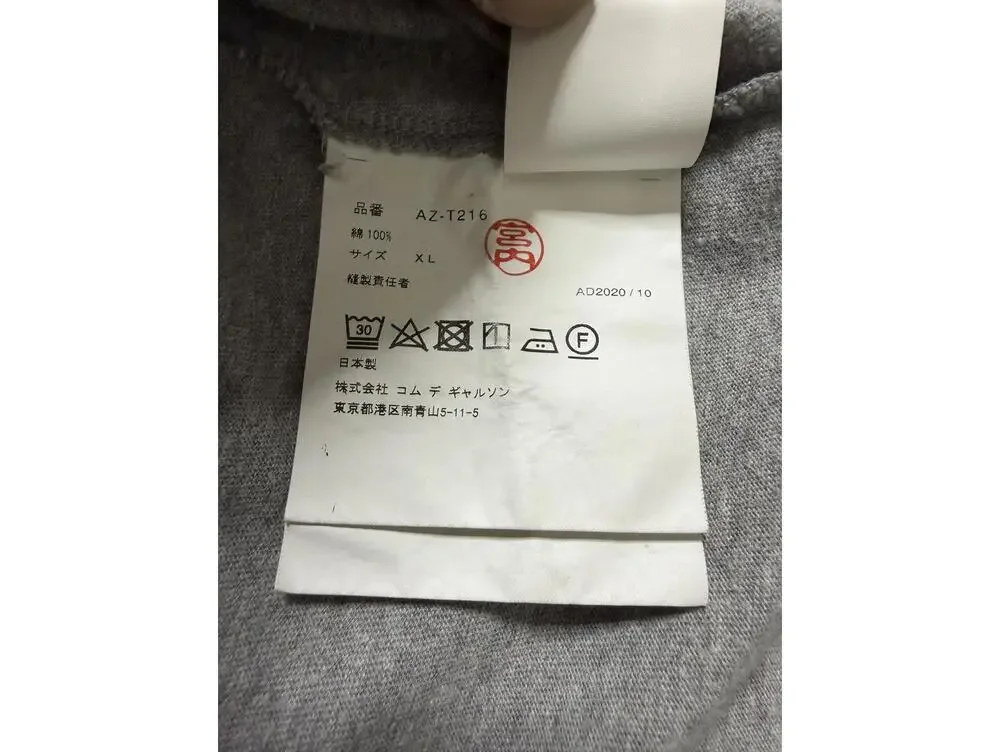 品番 AZ-T216
綿 100%
サイズ XL
縫製責任者
宮内
AD2020 / 10
30
F
日本製
株式会社 コム デ ギャルソン
東京都港区南青山5-11-5